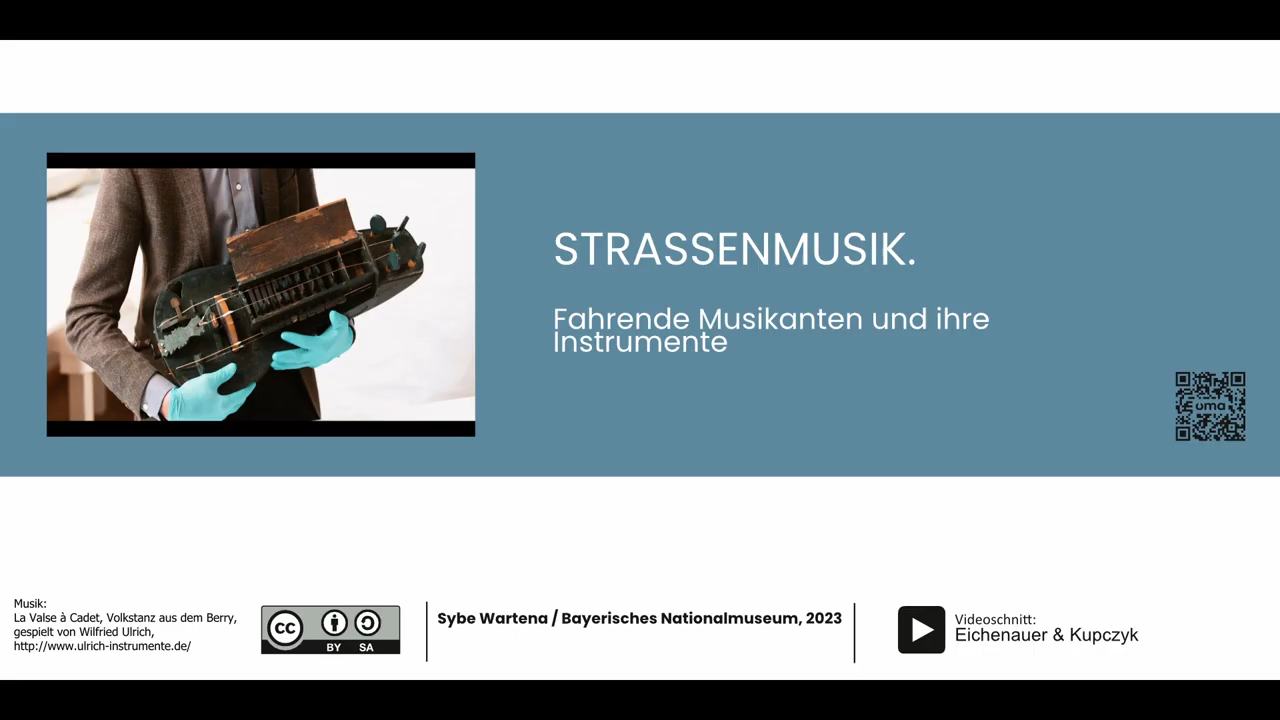 STRASSENMUSIK.
Fahrende Musikanten und ihre
Instrumente
uma
Musik:
La Valse à Cadet, Volkstanz aus dem Berry,
gespielt von Wilfried Ulrich,
http://www.ulrich-instrumente.de/
cc
BY SA
Sybe Wartena / Bayerisches Nationalmuseum, 2023
Videoschnitt:
Eichenauer & Kupczyk